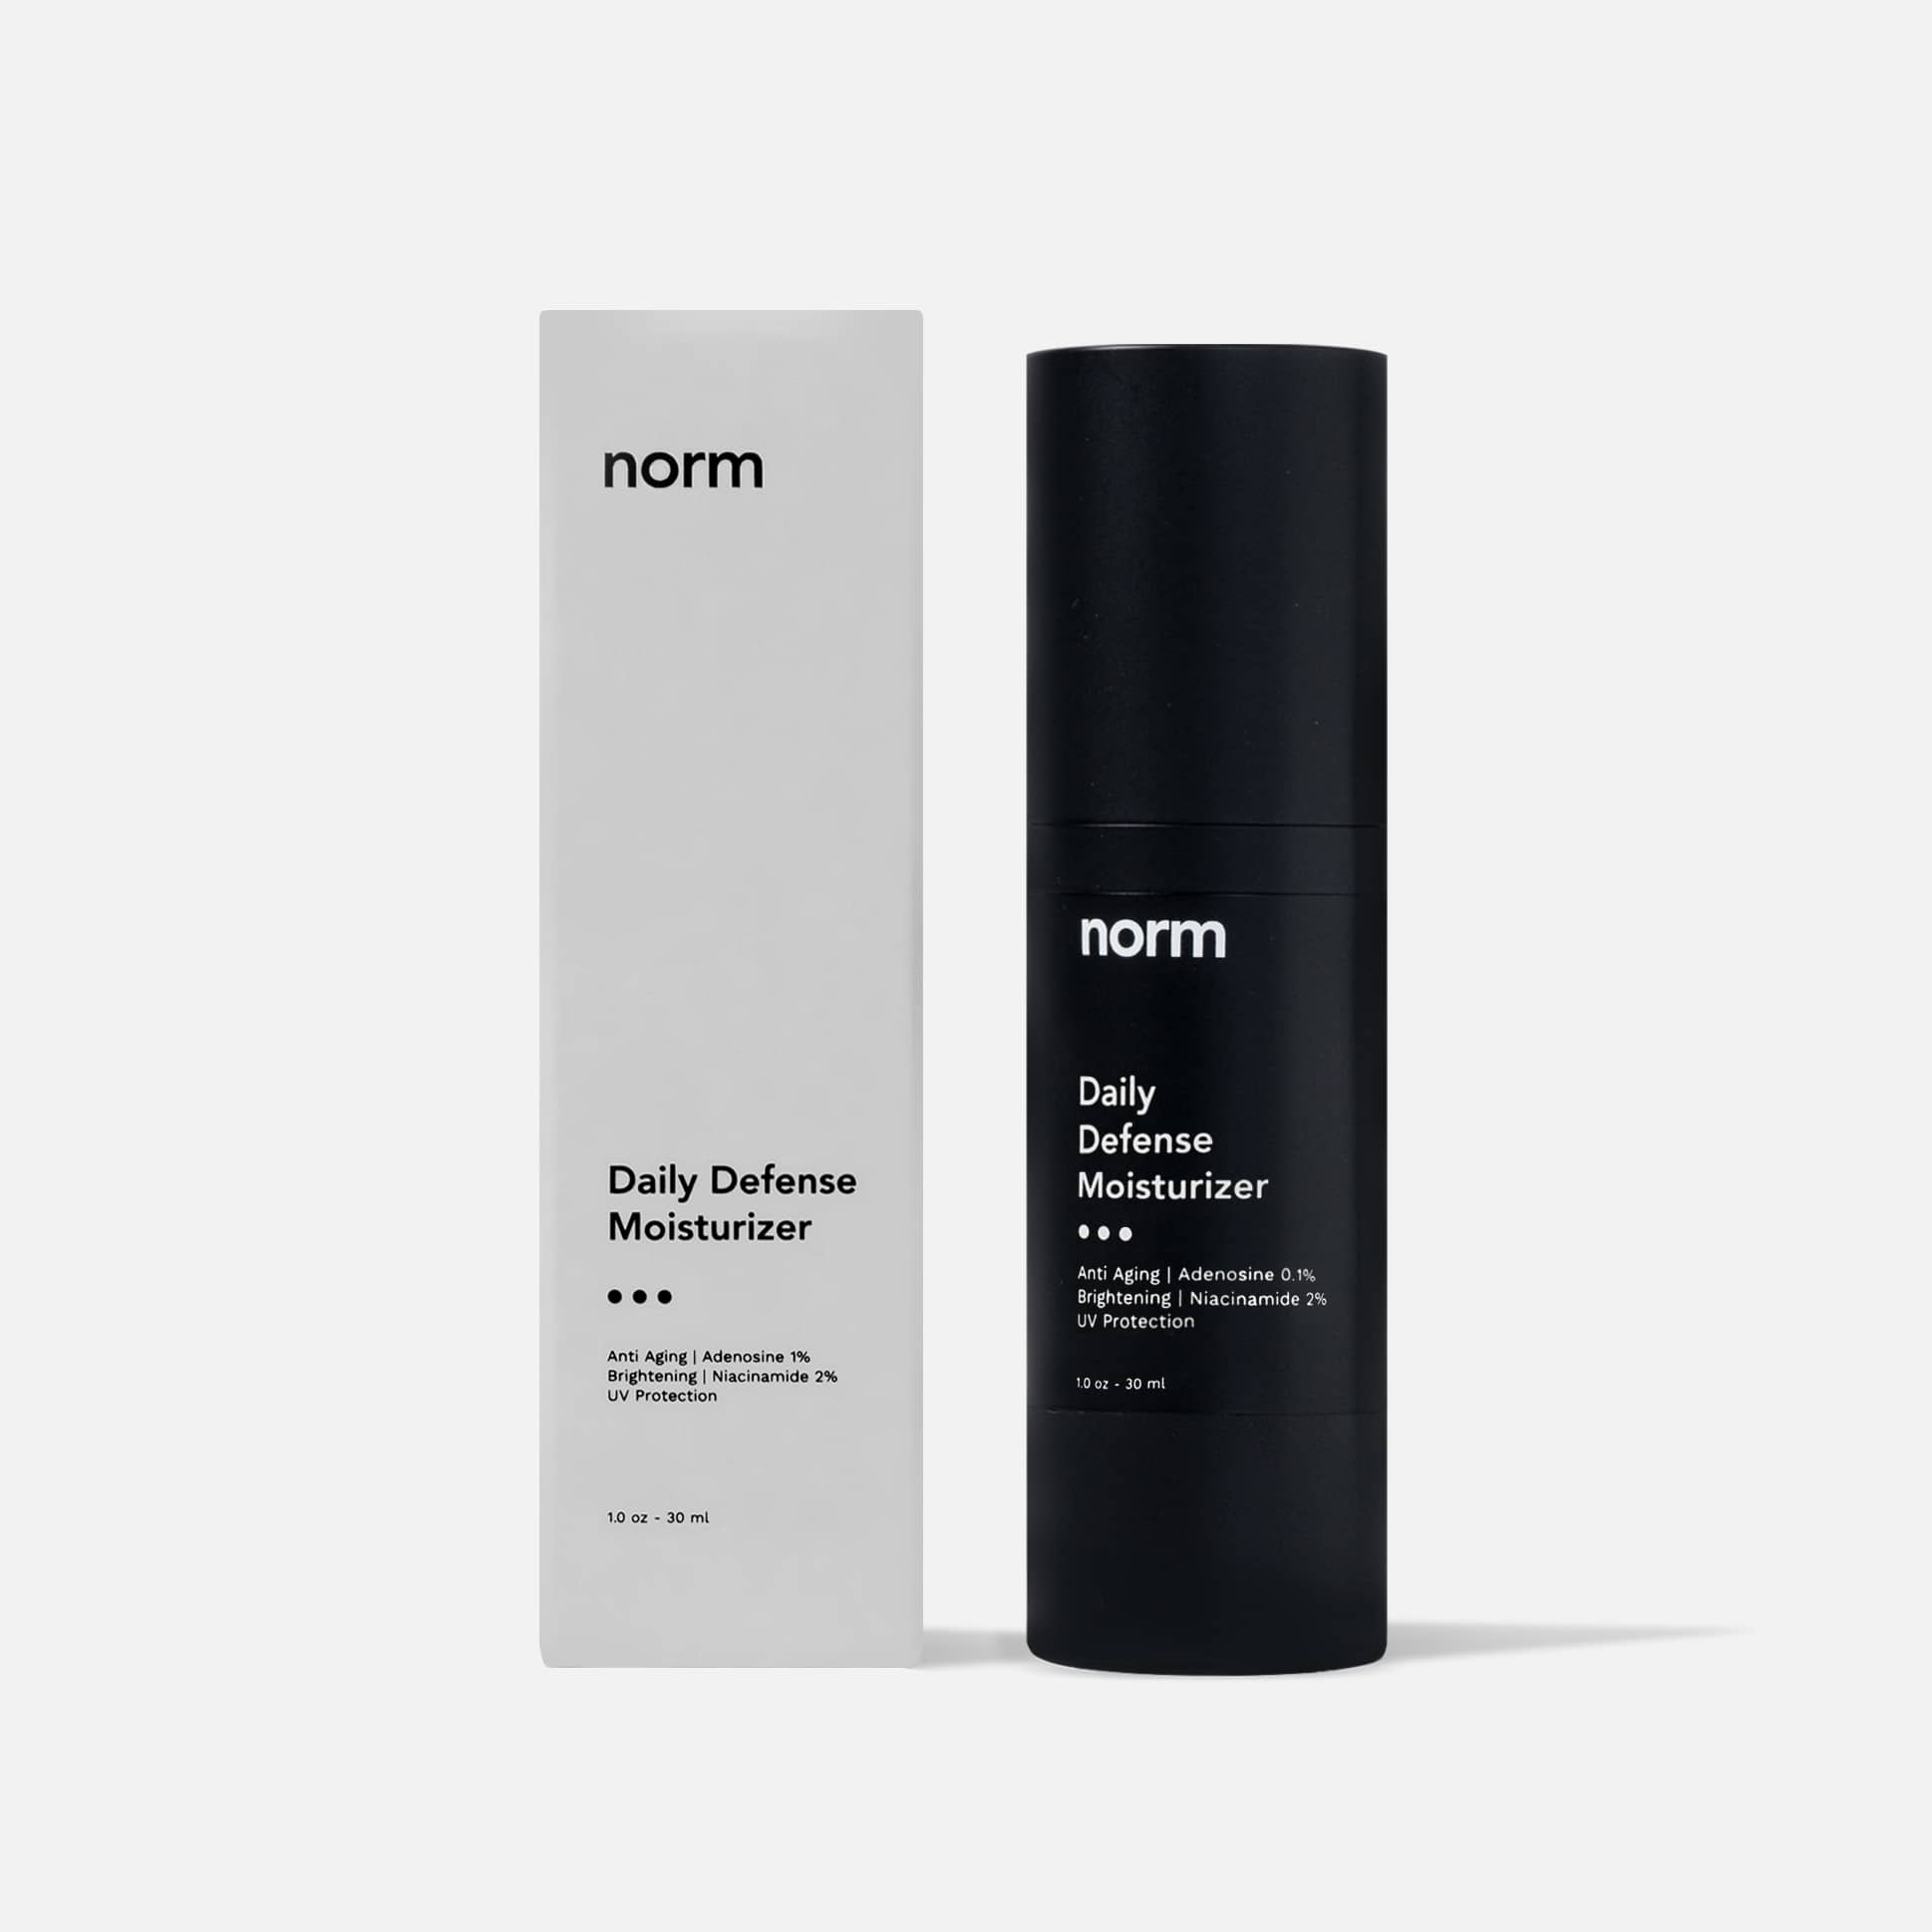 norm
Daily Defense
Moisturizer
Anti Aging | Adenosine 1%
Brightening | Niacinamide 2%
UV Protection
1.0 oz - 30 ml
norm
Daily
Defense
Moisturizer
Anti Aging | Adenosine 0.1%
Brightening | Niacinamide 2%
UV Protection
1.0 oz - 30 ml